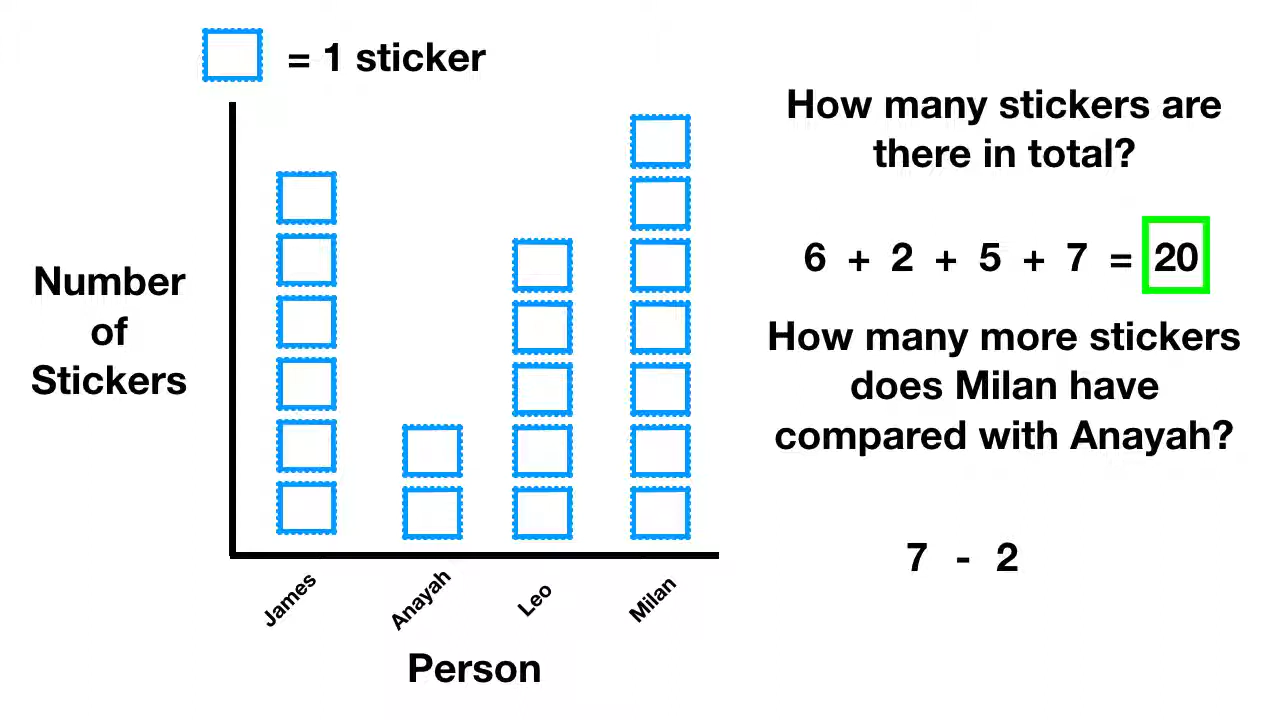 = 1 sticker
Number
of
Stickers
James
Anayah
Leo
Milan
Person
How many stickers are
there in total?
6 + 2 + 5 + 7 = 20
How many more stickers
does Milan have
compared with Anayah?
7 - 2